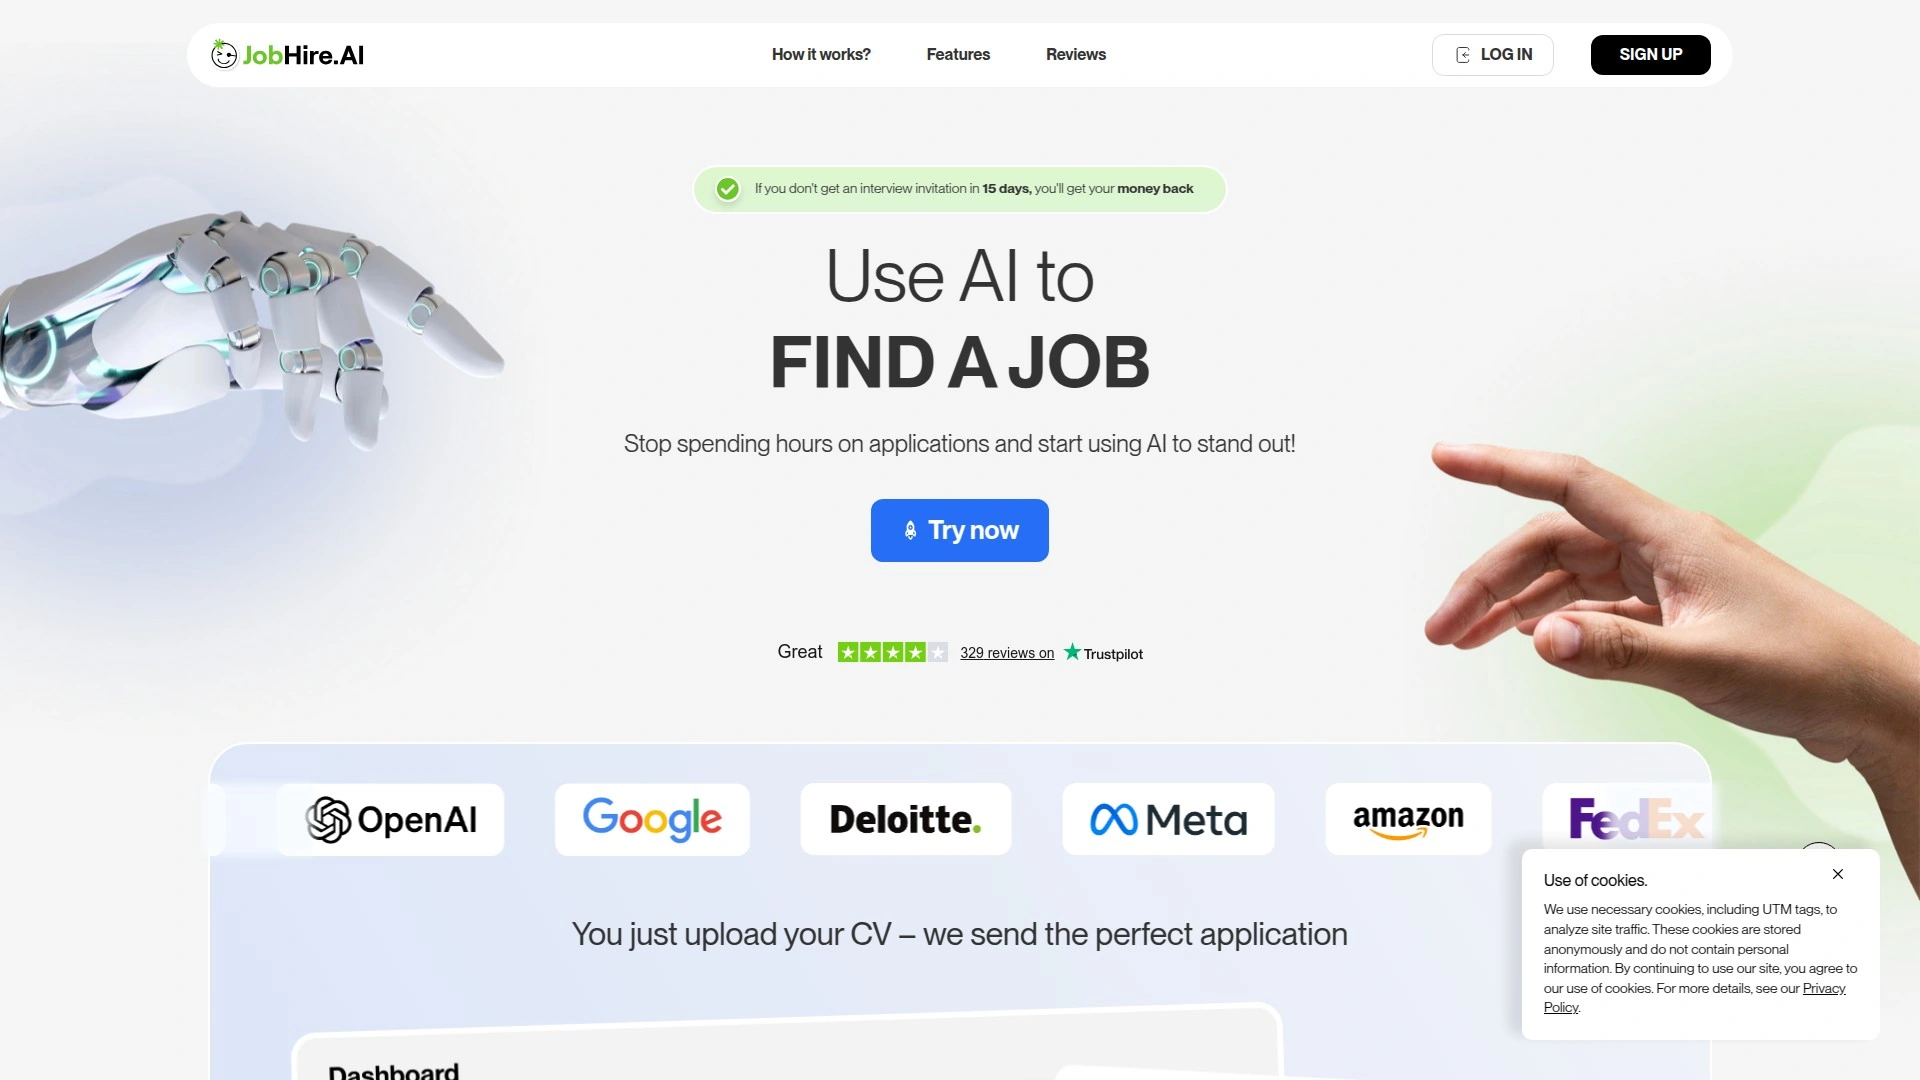 JobHire.AI
How it works?
Features
Reviews
LOG IN
SIGN UP
If you don't get an interview invitation in 15 days, you'll get your money back
Use AI to
FIND A JOB
Stop spending hours on applications and start using AI to stand out!
Try now
Great
329 reviews on
Trustpilot
OpenAI
Google
Deloitte.
Meta
amazon
FedEx
You just upload your CV – we send the perfect application
Dashboard
Use of cookies.
We use necessary cookies, including UTM tags, to
analyze site traffic. These cookies are stored
anonymously and do not contain personal
information. By continuing to use our site, you agree to
our use of cookies. For more details, see our Privacy
Policy.